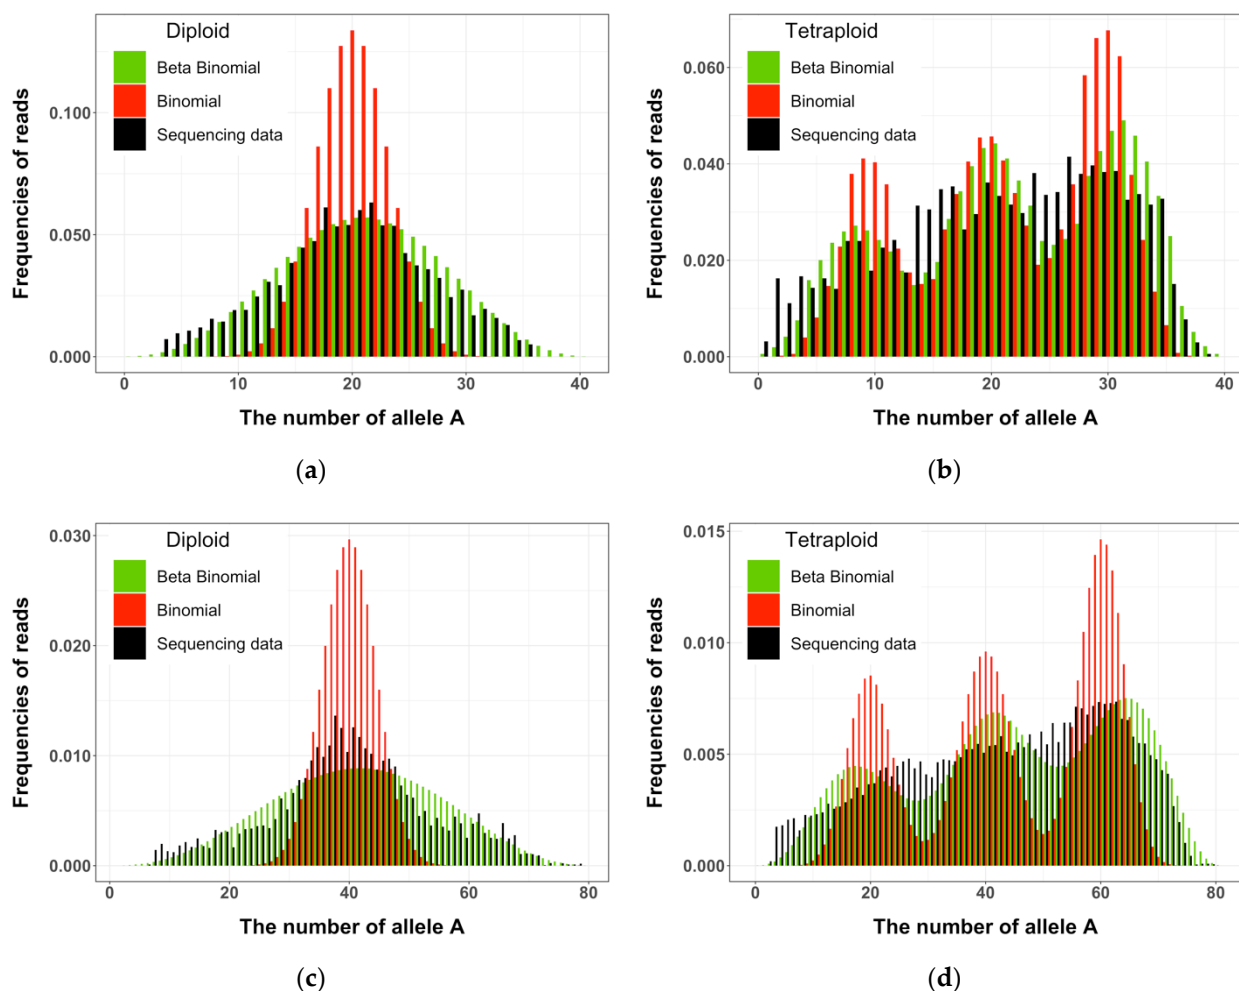 Diploid
Beta Binomial
Binomial
Sequencing data
Frequencies of reads
0.100
0.050
0.000
0 10 20 30 40
The number of allele A
(a)
Tetraploid
Beta Binomial
Binomial
Sequencing data
Frequencies of reads
0.060
0.040
0.020
0.000
0 10 20 30 40
The number of allele A
(b)
Diploid
Beta Binomial
Binomial
Sequencing data
Frequencies of reads
0.030
0.020
0.010
0.000
0 20 40 60 80
The number of allele A
(c)
Tetraploid
Beta Binomial
Binomial
Sequencing data
Frequencies of reads
0.015
0.010
0.005
0.000
0 20 40 60 80
The number of allele A
(d)